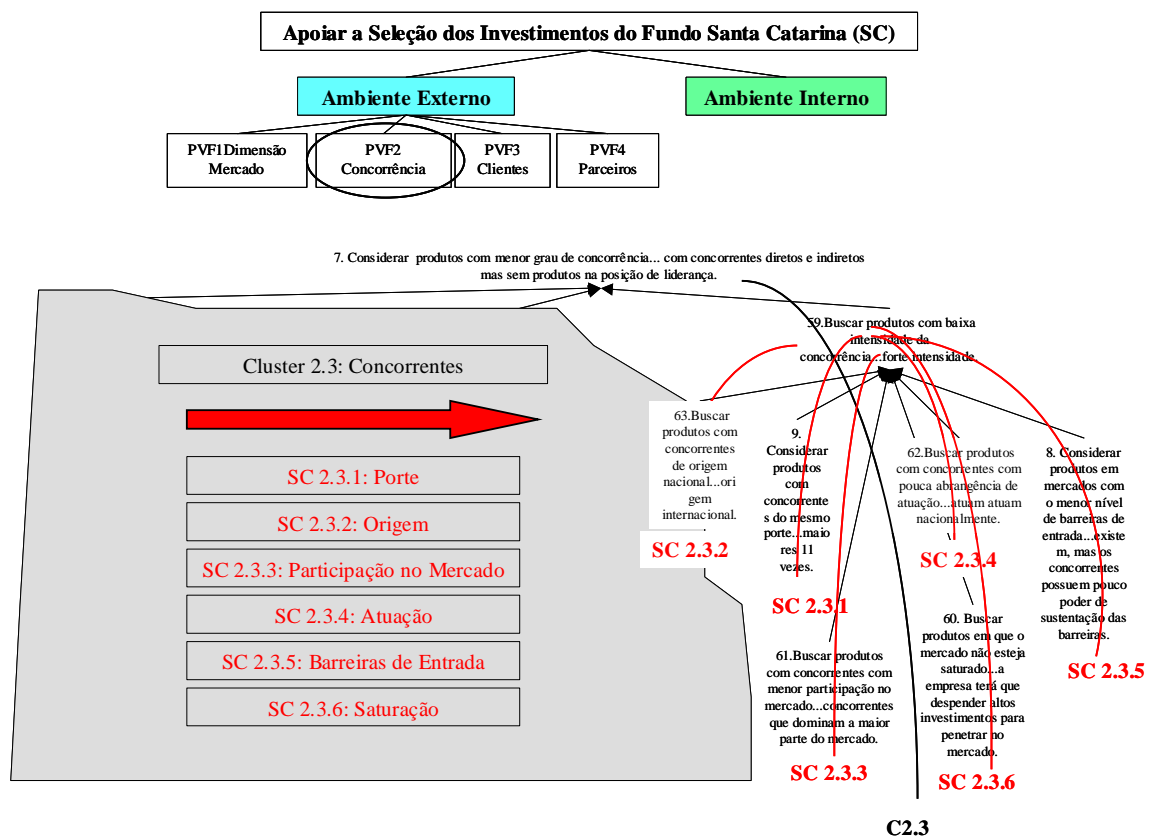 Apoiar a Seleção dos Investimentos do Fundo Santa Catarina (SC)
Ambiente Externo
Ambiente Interno
PVF1Dimensão
Mercado
PVF2
Concorrência
PVF3
Clientes
PVF4
Parceiros
7. Considerar produtos com menor grau de concorrência... com concorrentes diretos e indiretos
mas sem produtos na posição de liderança.
59.Buscar produtos com baixa
intensidade da
concorrência...forte intensidade.
Cluster 2.3: Concorrentes
SC 2.3.1: Porte
SC 2.3.2: Origem
SC 2.3.3: Participação no Mercado
SC 2.3.4: Atuação
SC 2.3.5: Barreiras de Entrada
SC 2.3.6: Saturação
63.Buscar
produtos com
concorrentes
de origem
nacional...ori
gem
internacional.
SC 2.3.2
9.
Considerar
produtos
com
concorrente
s do mesmo
porte...maio
res 11
vezes.
SC 2.3.1
62.Buscar produtos
com concorrentes com
pouca abrangência de
atuação...atuam atuam
nacionalmente.
SC 2.3.4
8. Considerar
produtos em
mercados com
o menor nível
de barreiras de
entrada...existe
m, mas os
concorrentes
possuem pouco
poder de
sustentação das
barreiras.
SC 2.3.5
61.Buscar produtos
com concorrentes com
menor participação no
mercado...concorrentes
que dominam a maior
parte do mercado.
SC 2.3.3
60. Buscar
produtos em que o
mercado não esteja
saturado...a
empresa terá que
despender altos
investimentos para
penetrar no
mercado.
SC 2.3.6
C2.3